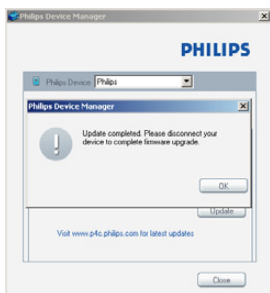 Philips Device Manager
PHILIPS
Philips Device Philips
Philips Device Manager
Update completed. Please disconnect your
device to complete firmware upgrade.
OK
Update
Visit www.p4c.philips.com for latest updates
Close